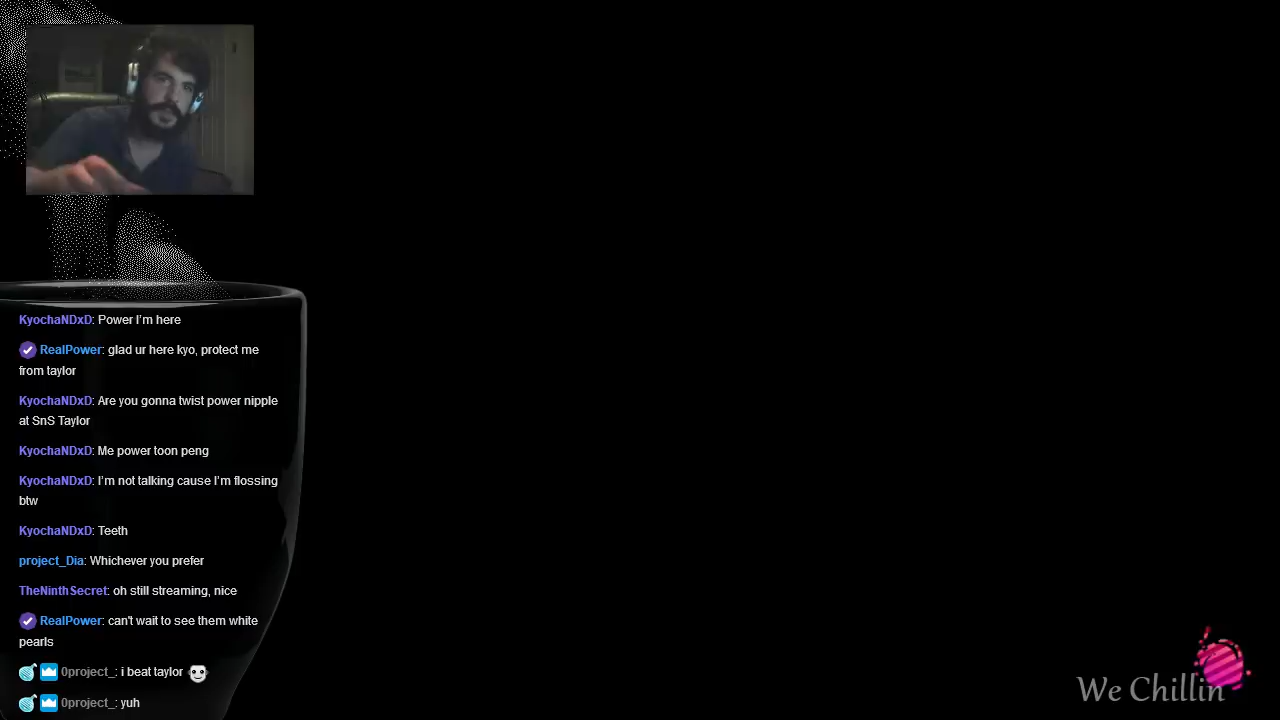 KyochaNDxD: Power I'm here
RealPower: glad ur here kyo, protect me
from taylor
KyochaNDxD: Are you gonna twist power nipple
at SnS Taylor
KyochaNDxD: Me power toon peng
KyochaNDxD: I'm not talking cause I'm flossing
btw
KyochaNDxD: Teeth
project_Dia: Whichever you prefer
TheNinthSecret: oh still streaming, nice
RealPower: can't wait to see them white
pearls
0project_: i beat taylor
0project_: yuh
We Chillin